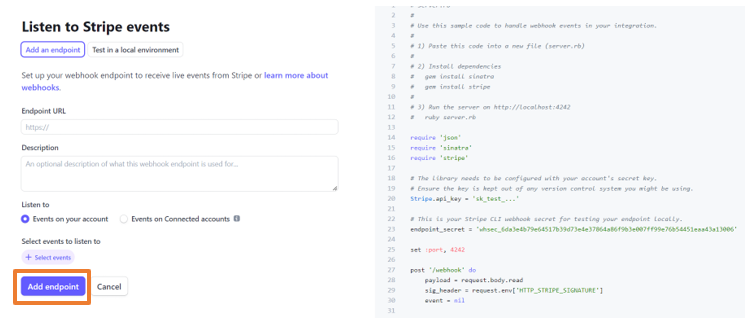 Listen to Stripe events
Add an endpoint
Test in a local environment
Set up your webhook endpoint to receive live events from Stripe or learn more about
webhooks.
Endpoint URL
https://
Description
An optional description of what this webhook endpoint is used for...
Listen to
Events on your account
Events on Connected accounts
Select events to listen to
+ Select events
Add endpoint
Cancel
2 #
3 # Use this sample code to handle webhook events in your integration.
4 #
5 # 1) Paste this code into a new file (server.rb)
6 #
7 # 2) Install dependencies
8 # gem install sinatra
9 # gem install stripe
10 #
11 # 3) Run the server on http://localhost:4242
12 # ruby server.rb
13
14 require 'json'
15 require 'sinatra'
16 require 'stripe'
17
18 # The library needs to be configured with your account's secret key.
19 # Ensure the key is kept out of any version control system you might be using.
20 Stripe.api_key = 'sk_test_...'
21
22 # This is your Stripe CLI webhook secret for testing your endpoint locally.
23 endpoint_secret = 'whsec_6da3e4b79e64517b39d73e4e37864a86f9b3e007ff99e76b54451eaa43a13006'
24
25 set :port, 4242
26
27 post '/webhook' do
28 payload = request.body.read
29 sig_header = request.env['HTTP_STRIPE_SIGNATURE']
30 event = nil
31